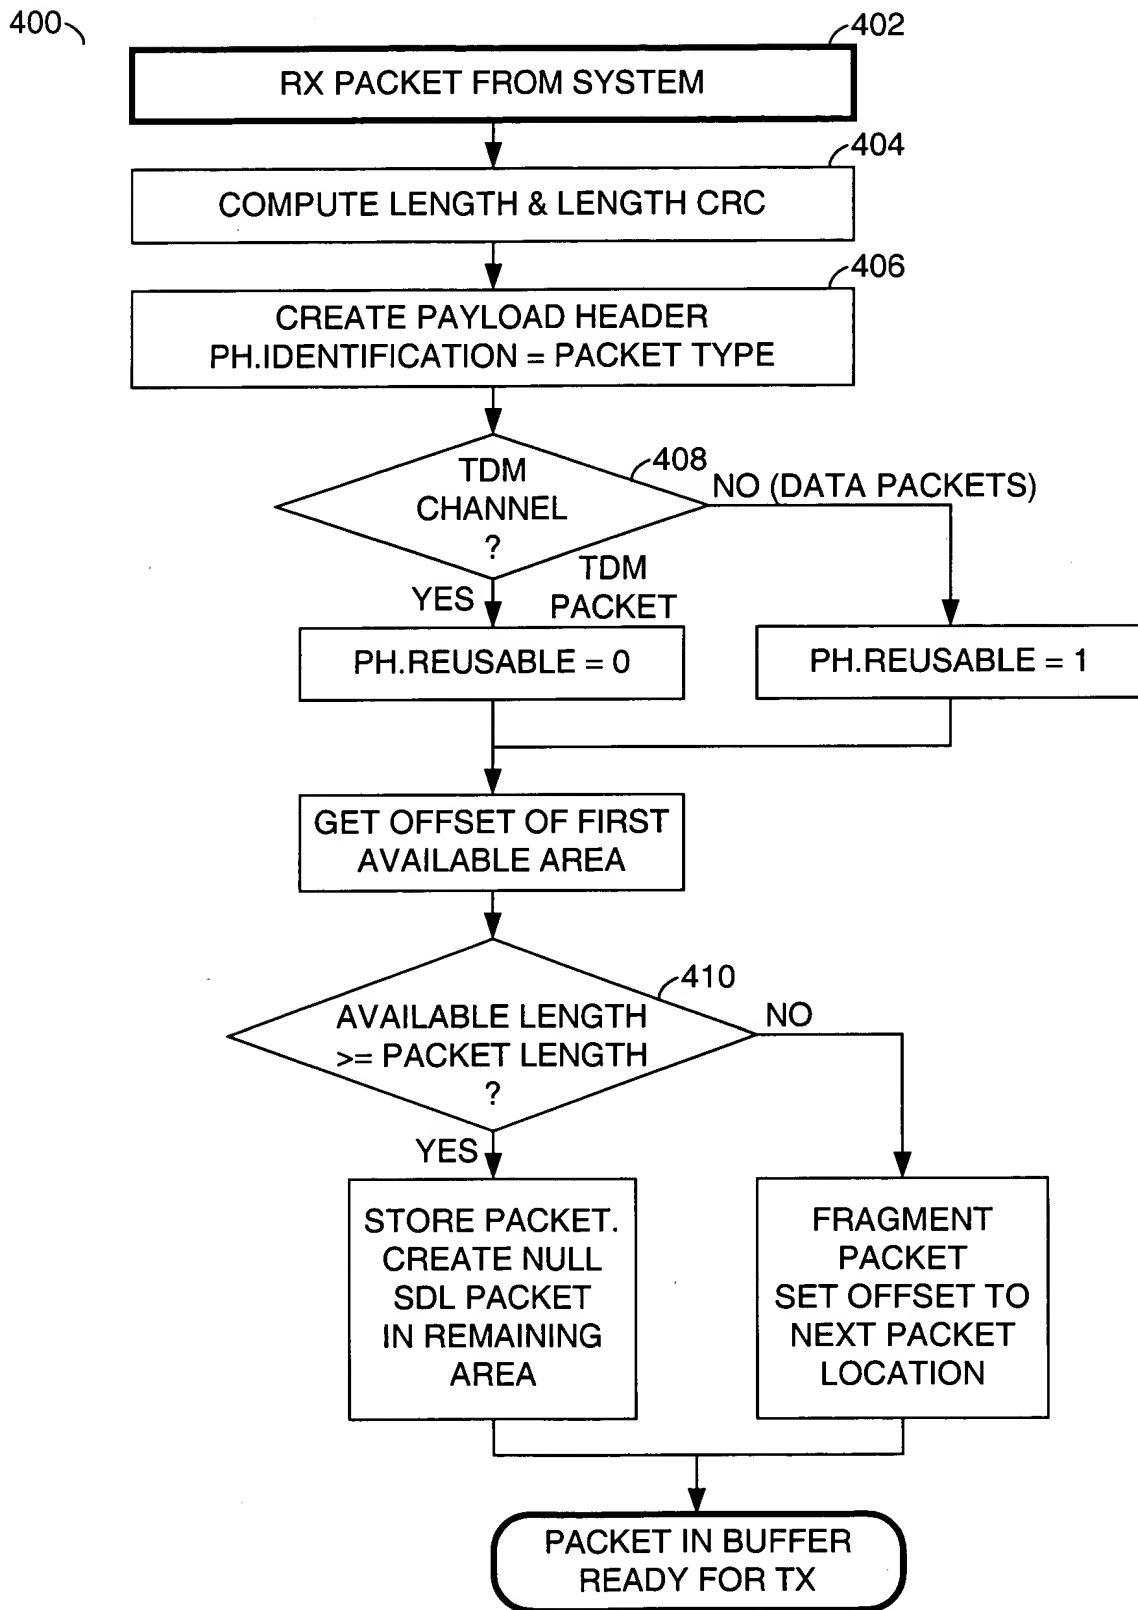 400
402
RX PACKET FROM SYSTEM
404
COMPUTE LENGTH & LENGTH CRC
406
CREATE PAYLOAD HEADER
PH.IDENTIFICATION = PACKET TYPE
408
TDM
CHANNEL
?
NO (DATA PACKETS)
YES
TDM
PACKET
PH.REUSABLE = 0
PH.REUSABLE = 1
GET OFFSET OF FIRST
AVAILABLE AREA
410
AVAILABLE LENGTH
>= PACKET LENGTH
?
NO
YES
STORE PACKET.
CREATE NULL
SDL PACKET
IN REMAINING
AREA
FRAGMENT
PACKET
SET OFFSET TO
NEXT PACKET
LOCATION
PACKET IN BUFFER
READY FOR TX